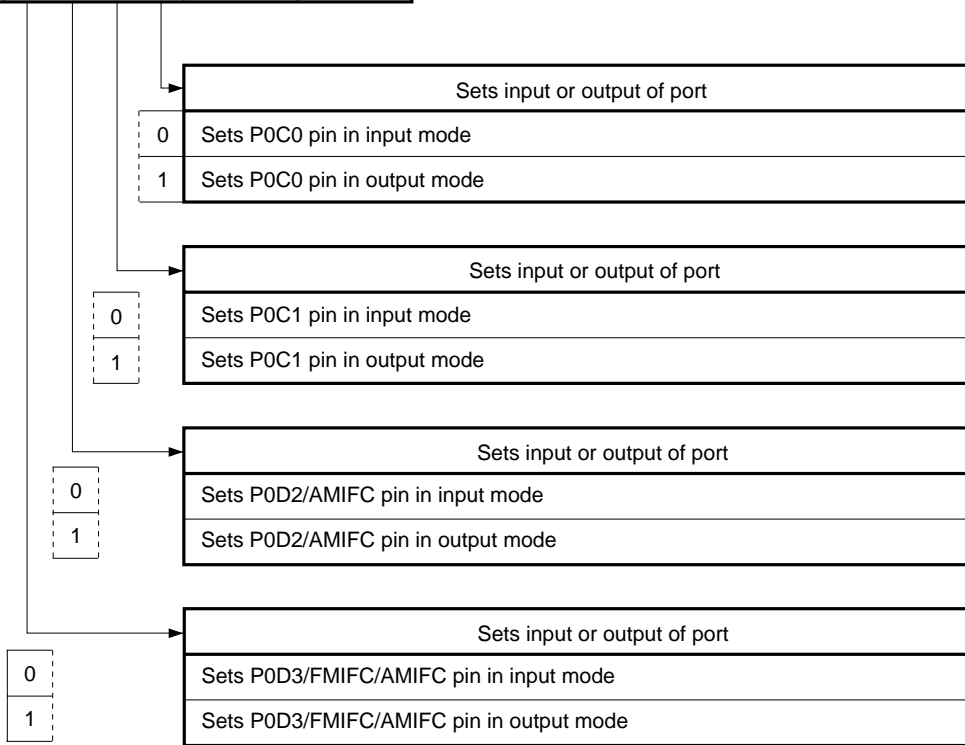 Sets input or output of port
0 Sets P0C0 pin in input mode
1 Sets P0C0 pin in output mode
Sets input or output of port
0 Sets P0C1 pin in input mode
1 Sets P0C1 pin in output mode
Sets input or output of port
0 Sets P0D2/AMIFC pin in input mode
1 Sets P0D2/AMIFC pin in output mode
Sets input or output of port
0 Sets P0D3/FMIFC/AMIFC pin in input mode
1 Sets P0D3/FMIFC/AMIFC pin in output mode